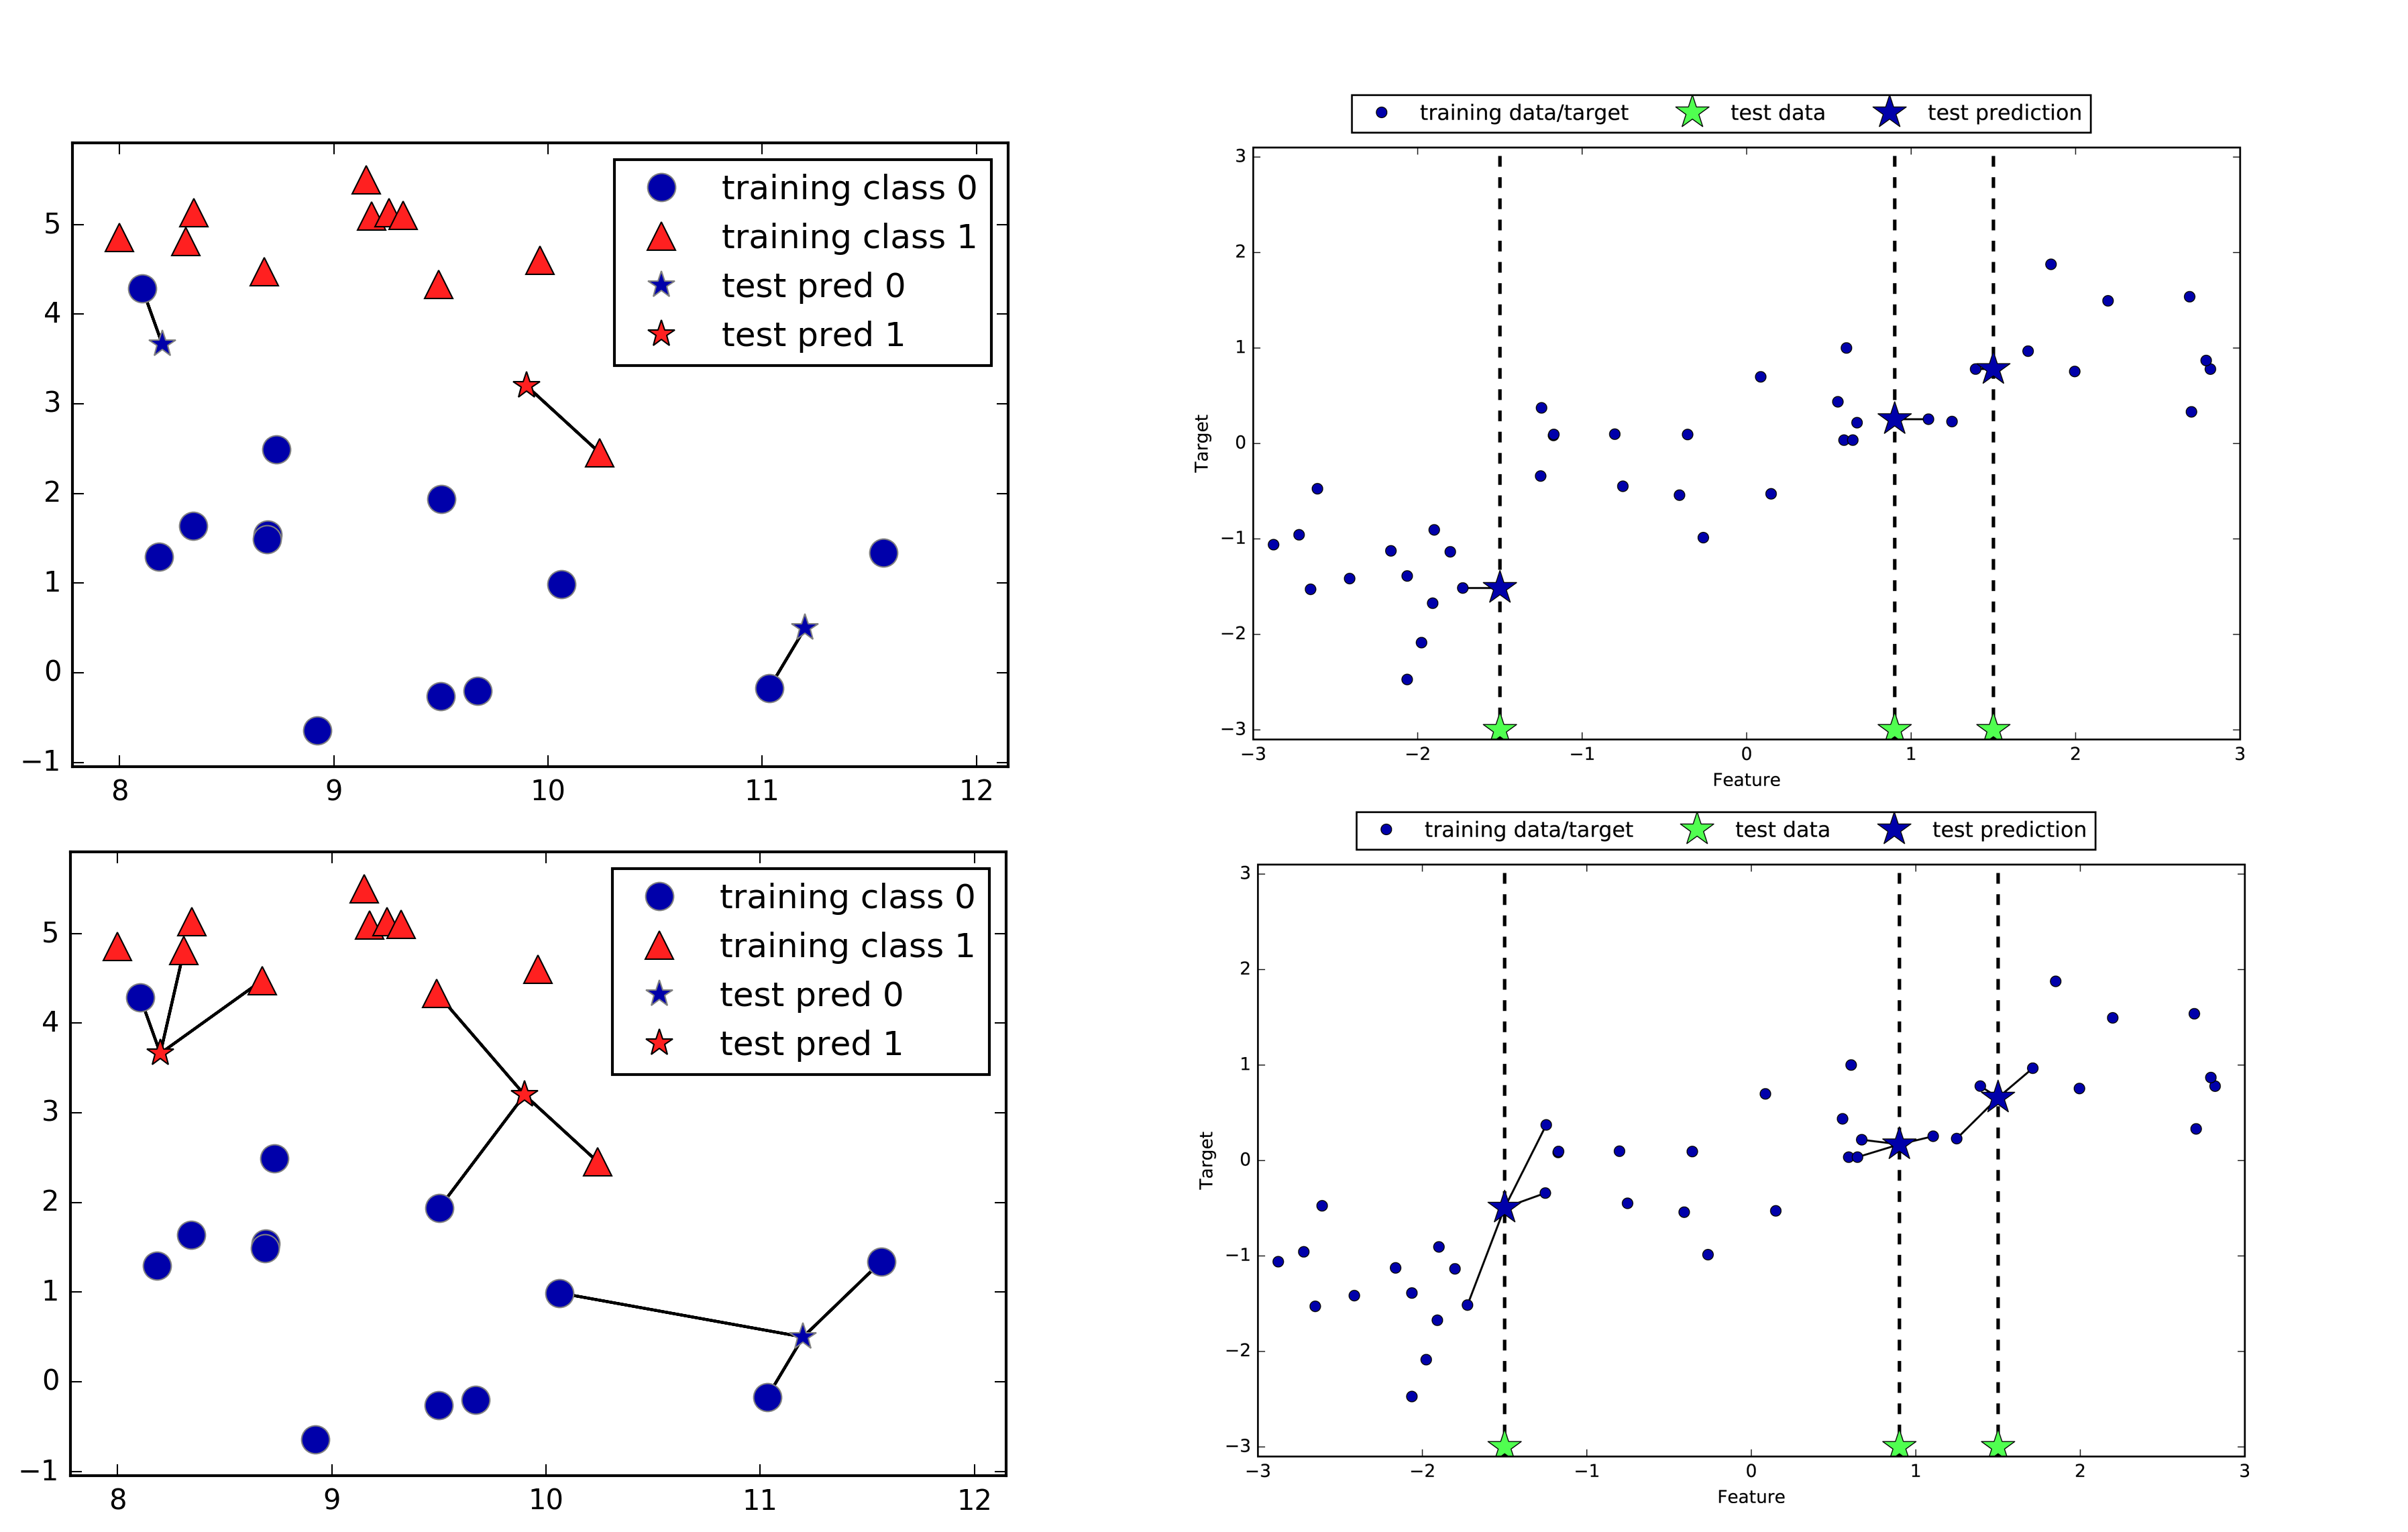 training class 0
training class 1
test pred 0
test pred 1
5
4
3
2
1
0
−1
8 9 10 11 12
training data/target test data test prediction
3
2
1
0
−1
−2
−3
Target
−3 −2 −1 0 1 2 3
Feature
training class 0
training class 1
test pred 0
test pred 1
5
4
3
2
1
0
−1
8 9 10 11 12
training data/target test data test prediction
3
2
1
0
−1
−2
−3
Target
−3 −2 −1 0 1 2 3
Feature